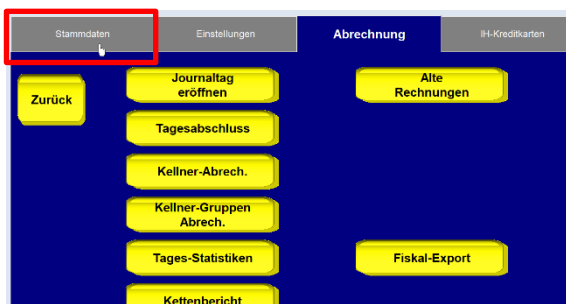 Stammdaten
Einstellungen
Abrechnung
IH-Kreditkarten
Zurück
Journaltag
eröffnen
Alte
Rechnungen
Tagesabschluss
Kellner-Abrech.
Kellner-Gruppen
Abrech.
Tages-Statistiken
Fiskal-Export
Kettenbericht